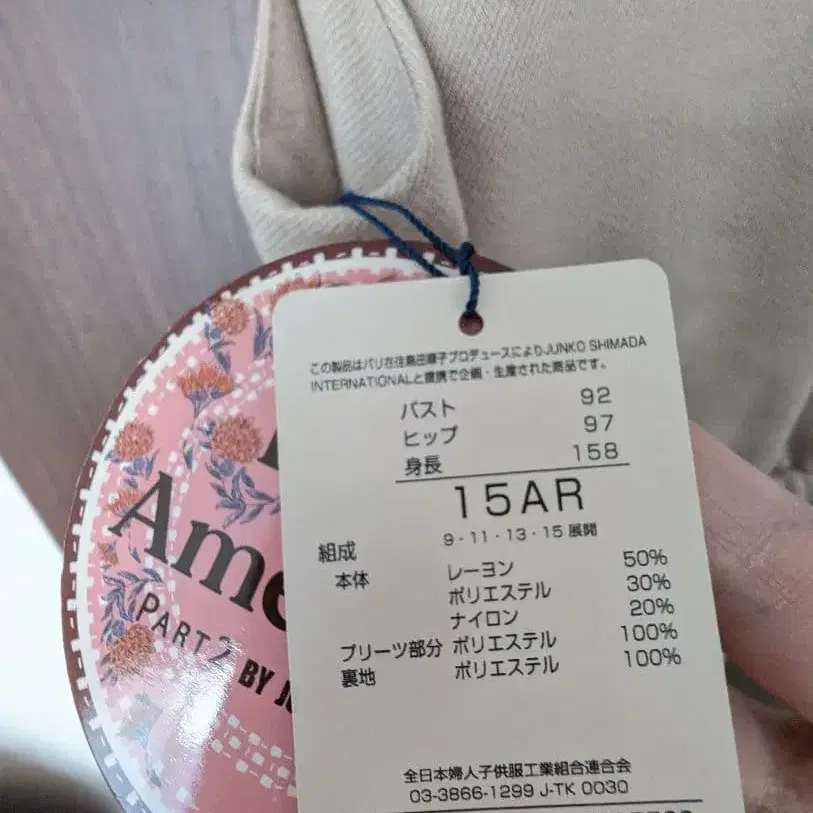 この製品はパリ在住島田順子プロデュースによりJUNKO SHIMADA
INTERNATIONALと提携で企画・生産された商品です。
バスト 92
ヒップ 97
身長 158
15AR
9・11・13・15 展開
組成
本体 レーヨン 50%
ポリエステル 30%
ナイロン 20%
プリーツ部分 ポリエステル 100%
裏地 ポリエステル 100%
全日本婦人子供服工業組合連合会
03-3866-1299 J-TK 0030
Ame
PART2 BY